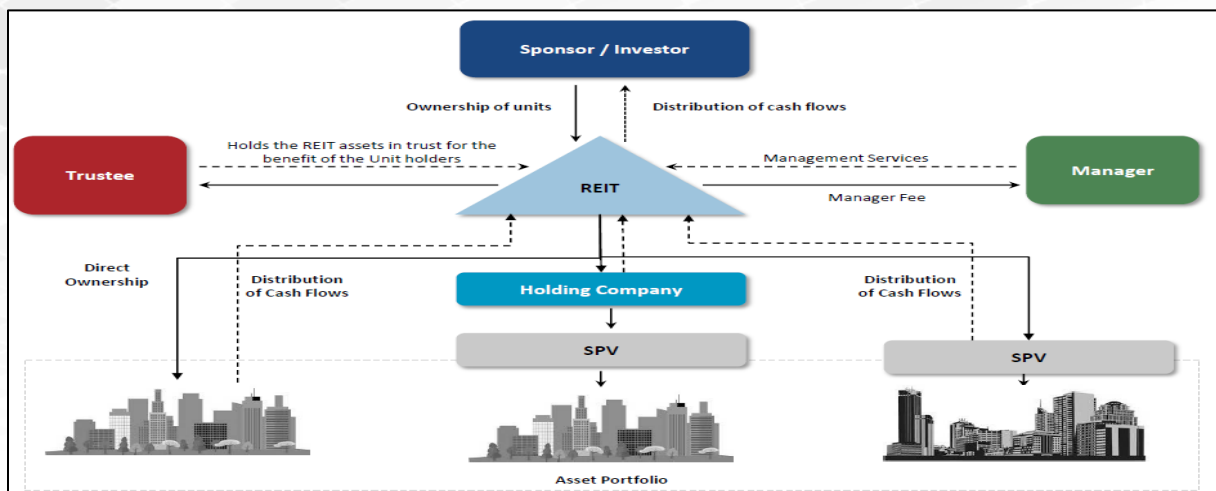 Sponsor / Investor
Ownership of units
Distribution of cash flows
Holds the REIT assets in trust for the
benefit of the Unit holders
Management Services
Trustee
REIT
Manager
Manager Fee
Direct
Ownership
Distribution
of Cash Flows
Holding Company
Distribution
of Cash Flows
SPV
SPV
Asset Portfolio